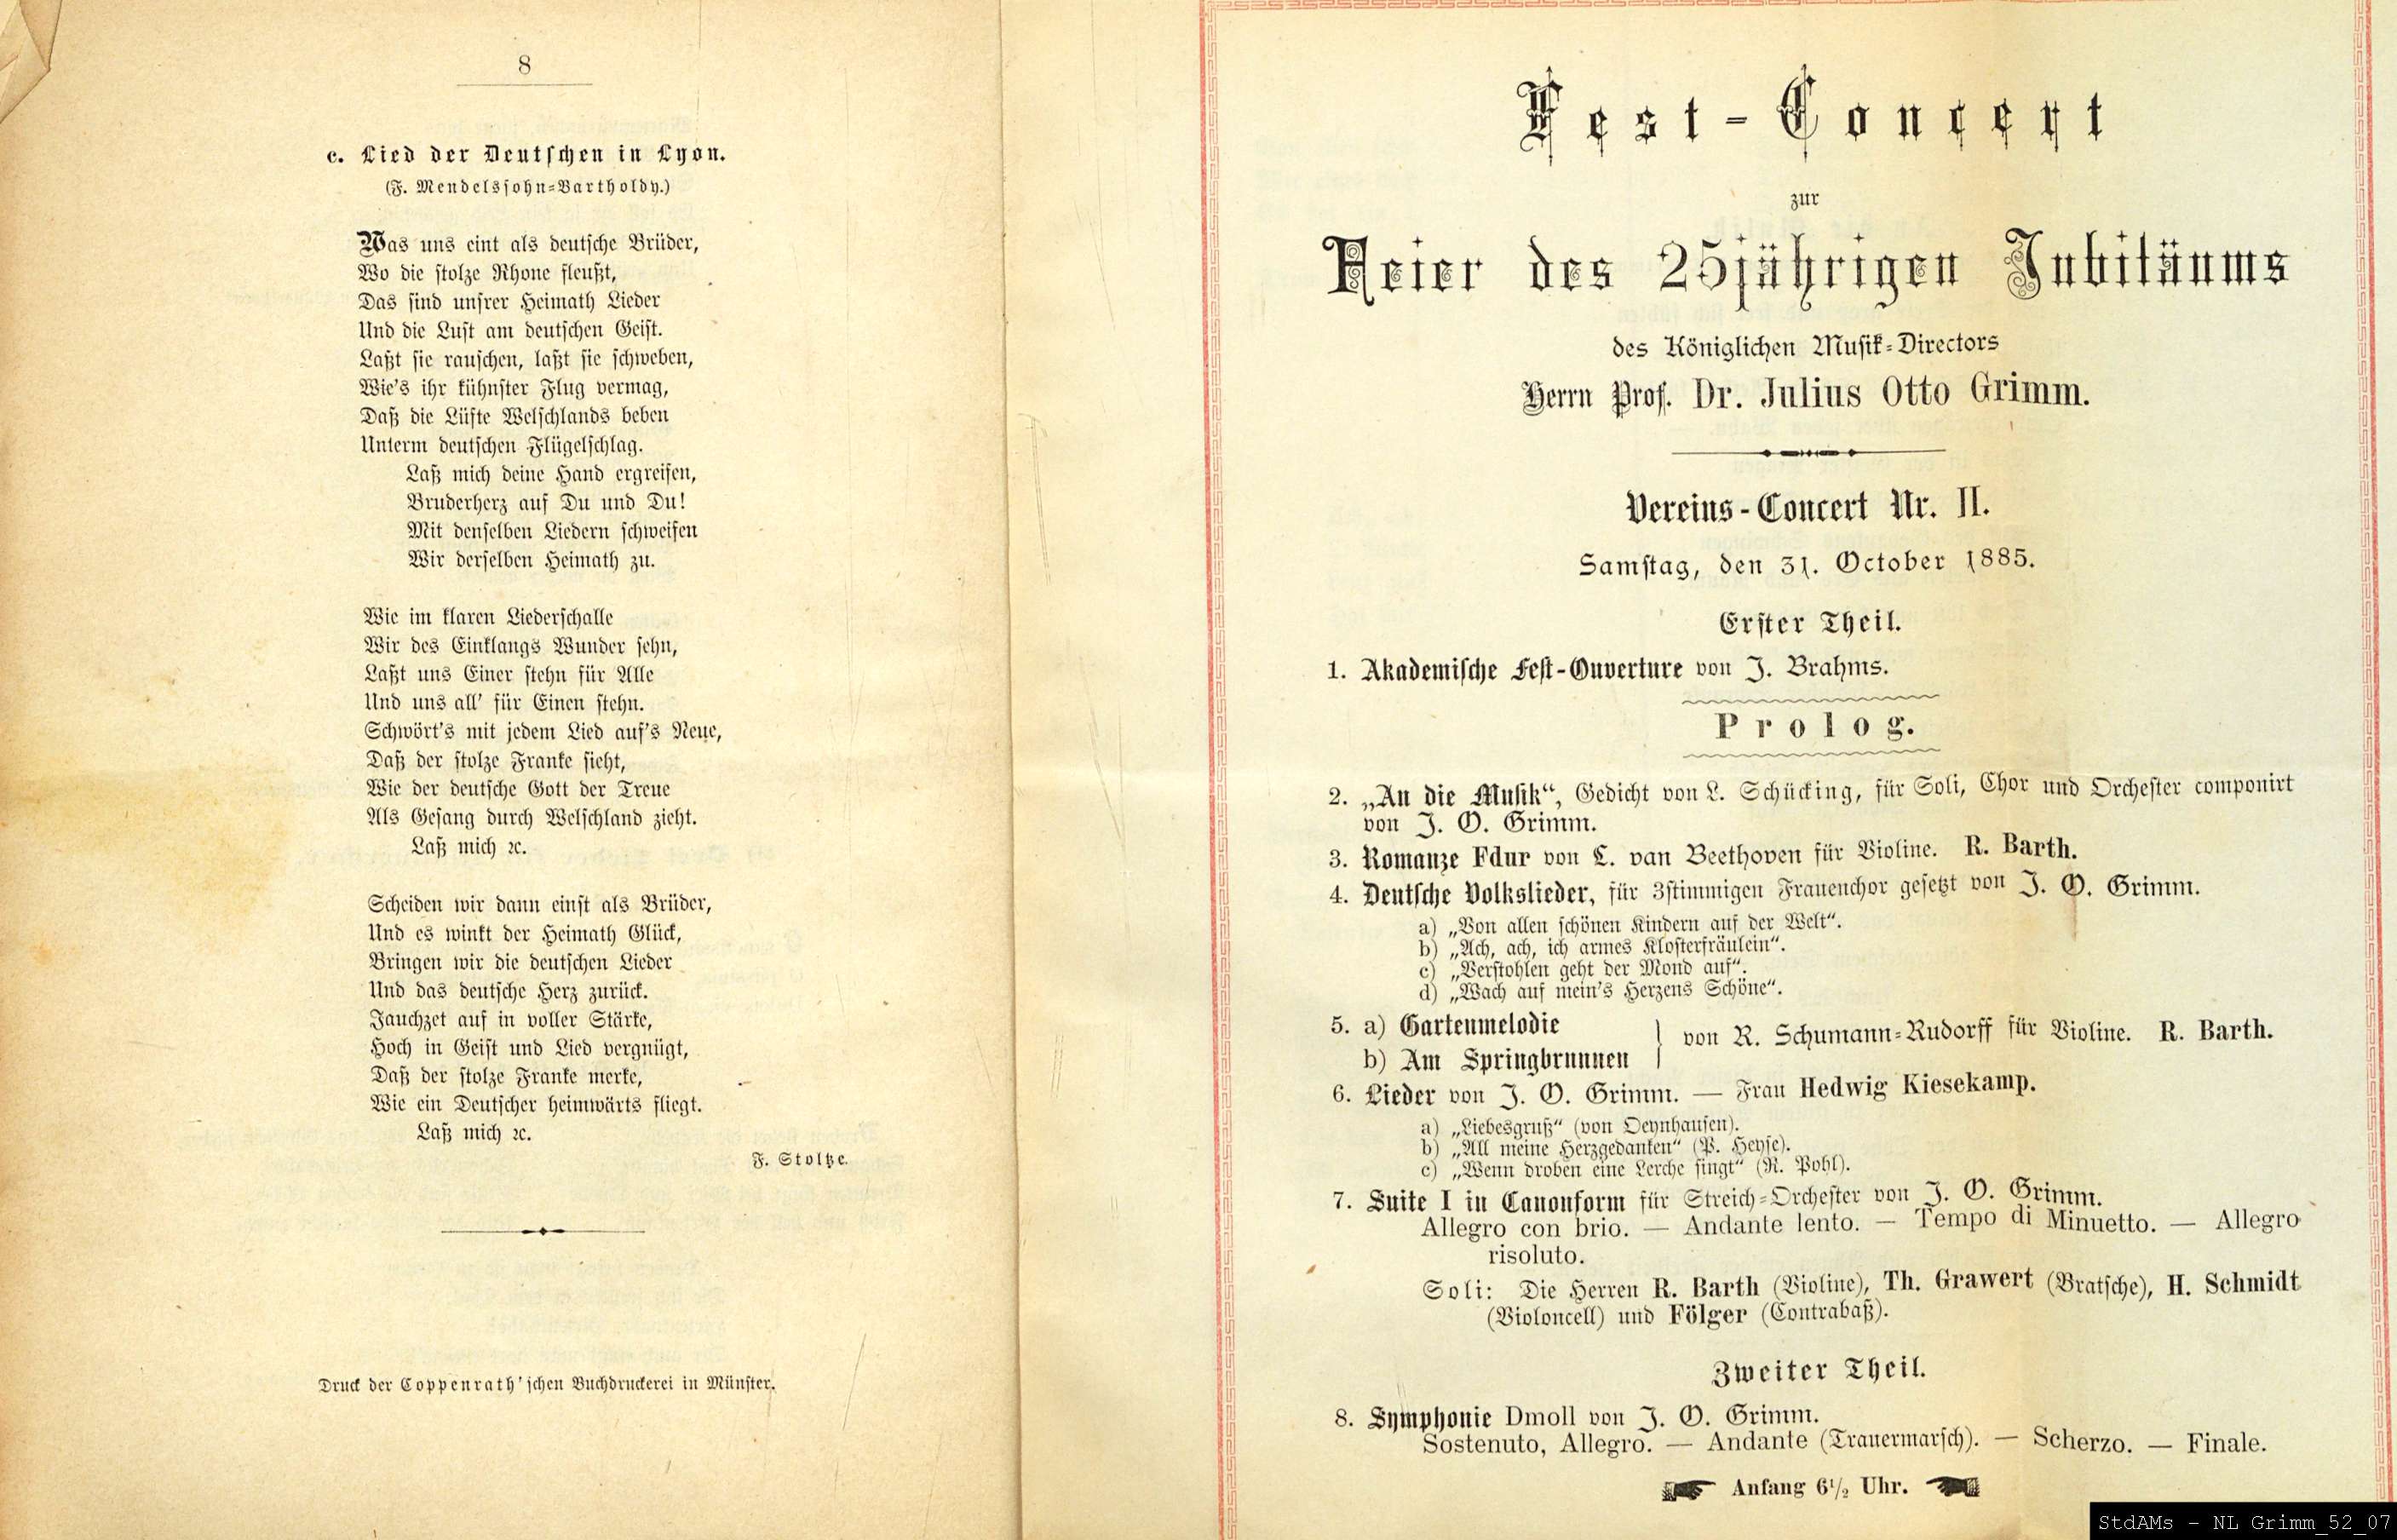 8
c. Lied der Deutschen in Lyon.
(F. Mendelssohn-Bartholdy.)
Was uns eint als deutsche Brüder,
Wo die stolze Rhone fleußt,
Das sind unsrer Heimath Lieder
Und die Lust am deutschen Geist.
Laßt sie rauschen, laßt sie schweben,
Wie's ihr kühnster Flug vermag,
Daß die Lüfte Welschlands beben
Unterm deutschen Flügelschlag.
Laß mich deine Hand ergreifen,
Bruderherz auf Du und Du!
Mit denselben Liedern schweifen
Wir derselben Heimath zu.
Wie im klaren Liederschalle
Wir des Einklangs Wunder sehn,
Laßt uns Einer stehn für Alle
Und uns all' für Einen stehn.
Schwört's mit jedem Lied auf's Neue,
Daß der stolze Franke sieht,
Wie der deutsche Gott der Treue
Als Gesang durch Welschland zieht.
Laß mich ꝛc.
Scheiden wir dann einst als Brüder,
Und es winkt der Heimath Glück,
Bringen wir die deutschen Lieder
Und das deutsche Herz zurück.
Jauchzet auf in voller Stärke,
Hoch in Geist und Lied vergnügt,
Daß der stolze Franke merke,
Wie ein Deutscher heimwärts fliegt.
Laß mich ꝛc.
F. Stoltze.
Druck der Coppenrath'schen Buchdruckerei in Münster.
Fest-Concert
zur
Feier des 25jährigen Jubiläums
des Königlichen Musik-Directors
Herrn Prof. Dr. Julius Otto Grimm.
Vereins-Concert Nr. II.
Samstag, den 31. October 1885.
Erster Theil.
1. Akademische Fest-Ouverture von J. Brahms.
Prolog.
2. „An die Musik“, Gedicht von L. Schücking, für Soli, Chor und Orchester componirt
von J. O. Grimm.
3. Romanze Fdur von L. van Beethoven für Violine. R. Barth.
4. Deutsche Volkslieder, für 3stimmigen Frauenchor gesetzt von J. O. Grimm.
a) „Von allen schönen Kindern auf der Welt“.
b) „Ach, ach, ich armes Klosterfräulein“.
c) „Verstohlen geht der Mond auf“.
d) „Wach auf mein's Herzens Schöne“.
5. a) Gartenmelodie
b) Am Springbrunnen } von R. Schumann-Rudorff für Violine. R. Barth.
6. Lieder von J. O. Grimm. — Frau Hedwig Kiesekamp.
a) „Liebesgruß“ (von Oeynhausen).
b) „All meine Herzgedanken“ (P. Heyse).
c) „Wenn droben eine Lerche singt“ (R. Pohl).
7. Suite I in Canonform für Streich-Orchester von J. O. Grimm.
Allegro con brio. — Andante lento. — Tempo di Minuetto. — Allegro
risoluto.
Soli: Die Herren R. Barth (Violine), Th. Grawert (Bratsche), H. Schmidt
(Violoncell) und Fölger (Contrabaß).
Zweiter Theil.
8. Symphonie Dmoll von J. O. Grimm.
Sostenuto, Allegro. — Andante (Trauermarsch). — Scherzo. — Finale.
Anfang 6½ Uhr.
StdAMs - NL Grimm_52_07